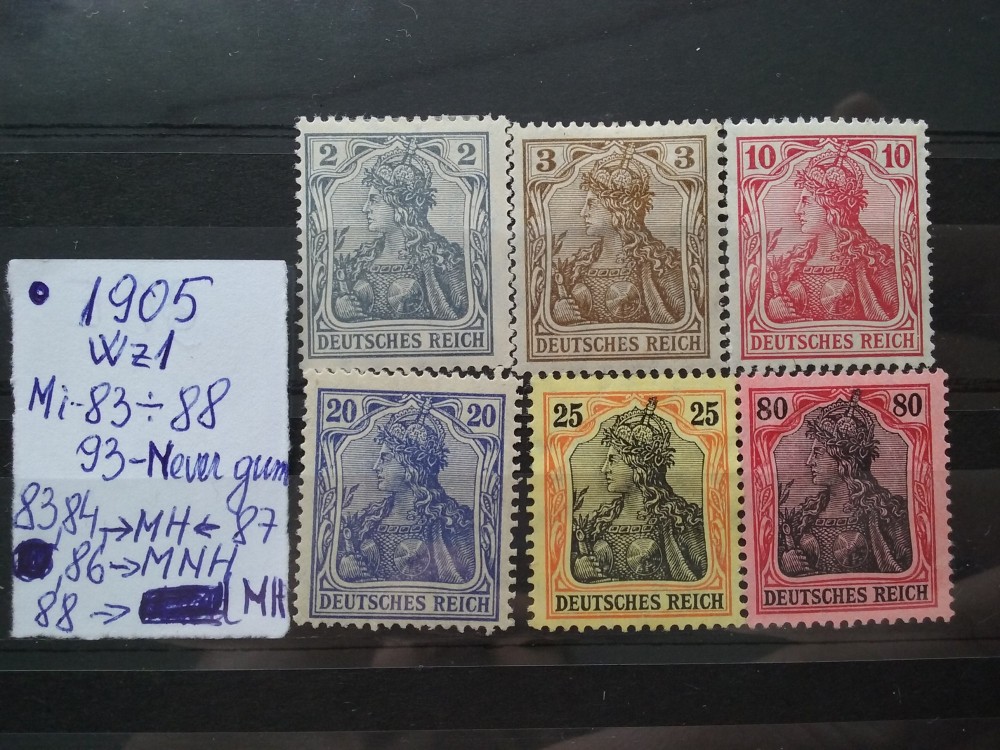 1905
Wz1
Mi-83÷88
93-Never gum
83,84,→MH←87
,86→MNH
88→ MH
2 2
DEUTSCHES REICH
3 3
DEUTSCHES REICH
10 10
DEUTSCHES REICH
20 20
DEUTSCHES REICH
25 25
DEUTSCHES REICH
80 80
DEUTSCHES REICH